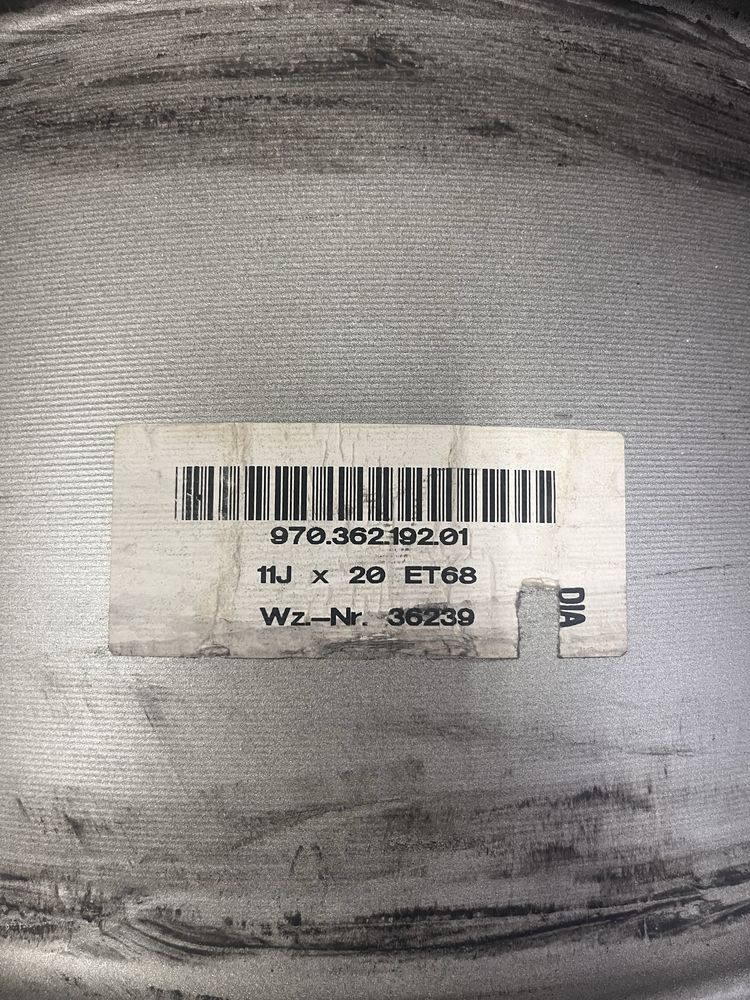 970.362.192.01
11J x 20 ET68
Wz.-Nr. 36239
DIA